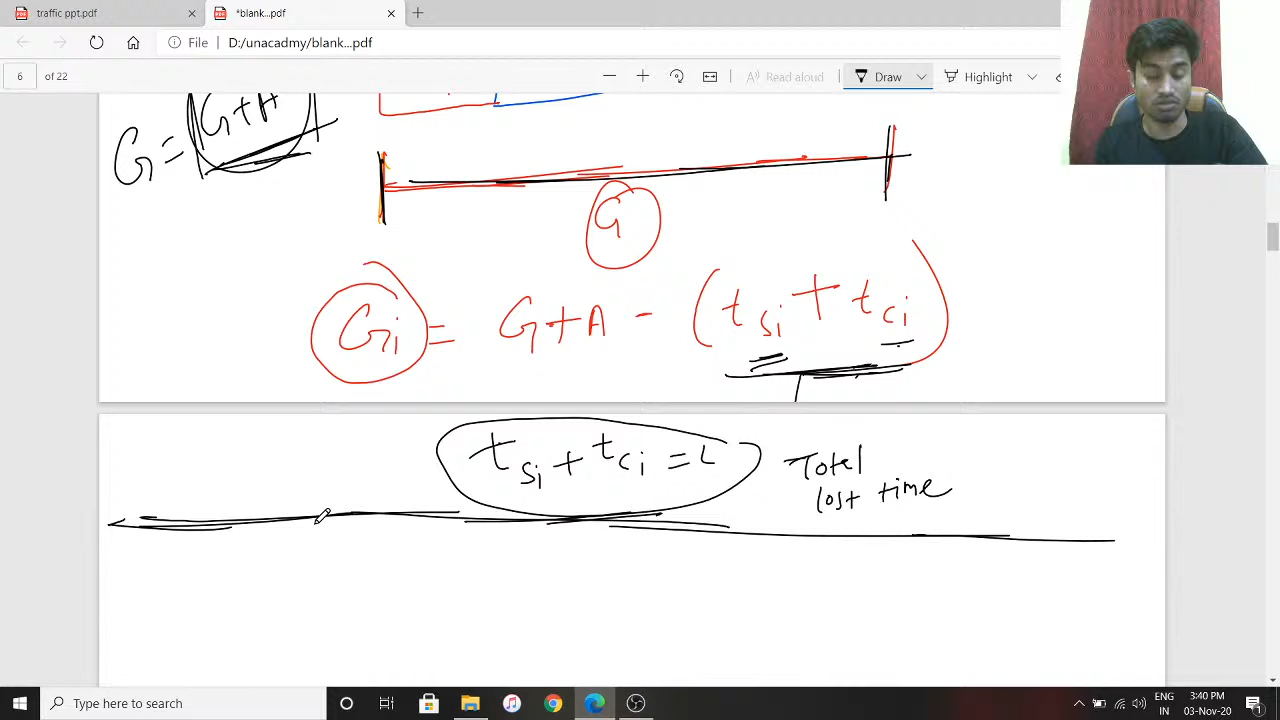 traffic ppt.pdf
*blank...pdf
File
D:/unacadmy/blank...pdf
6
of 22
Read aloud
Draw
Highlight
G = G+A
G
Gi = G+A - (tsi + tci)
tsi + tci = L
Total
lost time
Type here to search
ENG
IN
3:40 PM
03-Nov-20
1